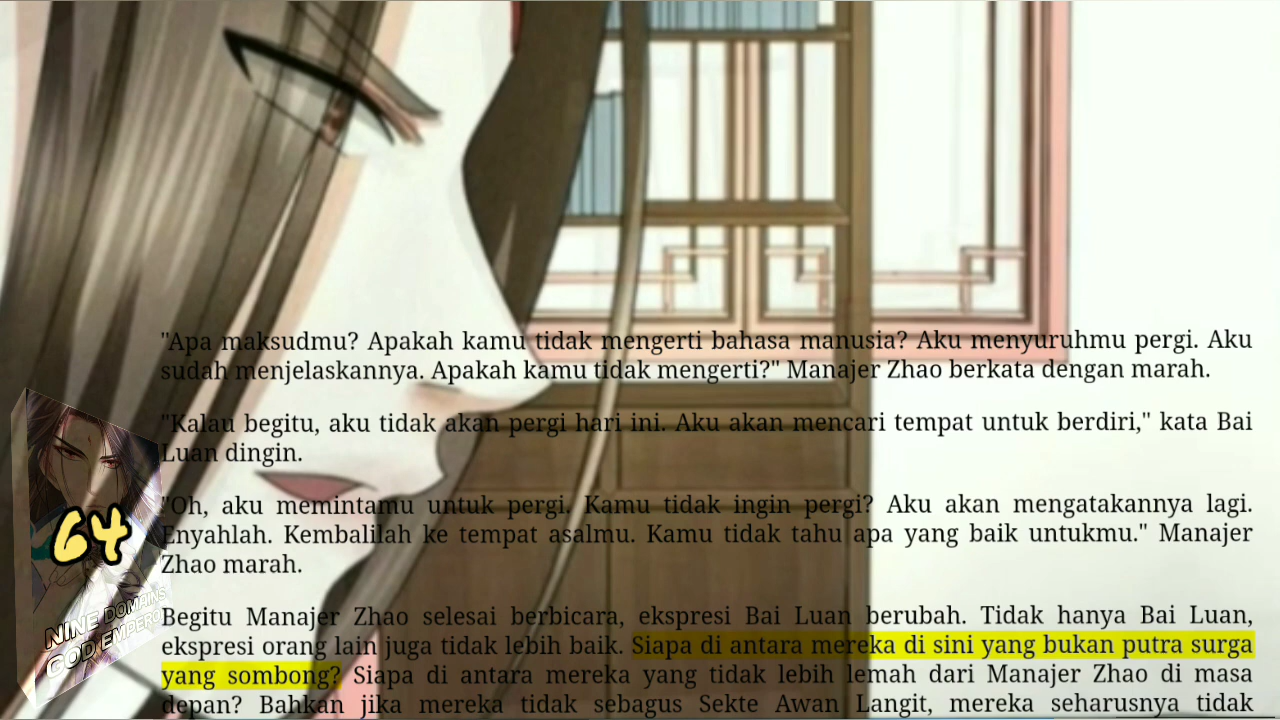 "Apa maksudmu? Apakah kamu tidak mengerti bahasa manusia? Aku menyuruhmu pergi. Aku
sudah menjelaskannya. Apakah kamu tidak mengerti?" Manajer Zhao berkata dengan marah.
"Kalau begitu, aku tidak akan pergi hari ini. Aku akan mencari tempat untuk berdiri," kata Bai
Luan dingin.
"Oh, aku memintamu untuk pergi. Kamu tidak ingin pergi? Aku akan mengatakannya lagi.
Enyahlah. Kembalilah ke tempat asalmu. Kamu tidak tahu apa yang baik untukmu." Manajer
Zhao marah.
Begitu Manajer Zhao selesai berbicara, ekspresi Bai Luan berubah. Tidak hanya Bai Luan,
ekspresi orang lain juga tidak lebih baik. Siapa di antara mereka di sini yang bukan putra surga
yang sombong? Siapa di antara mereka yang tidak lebih lemah dari Manajer Zhao di masa
depan? Bahkan jika mereka tidak sebagus Sekte Awan Langit, mereka seharusnya tidak
64
NINE DOMAINS
GOD EMPEROR